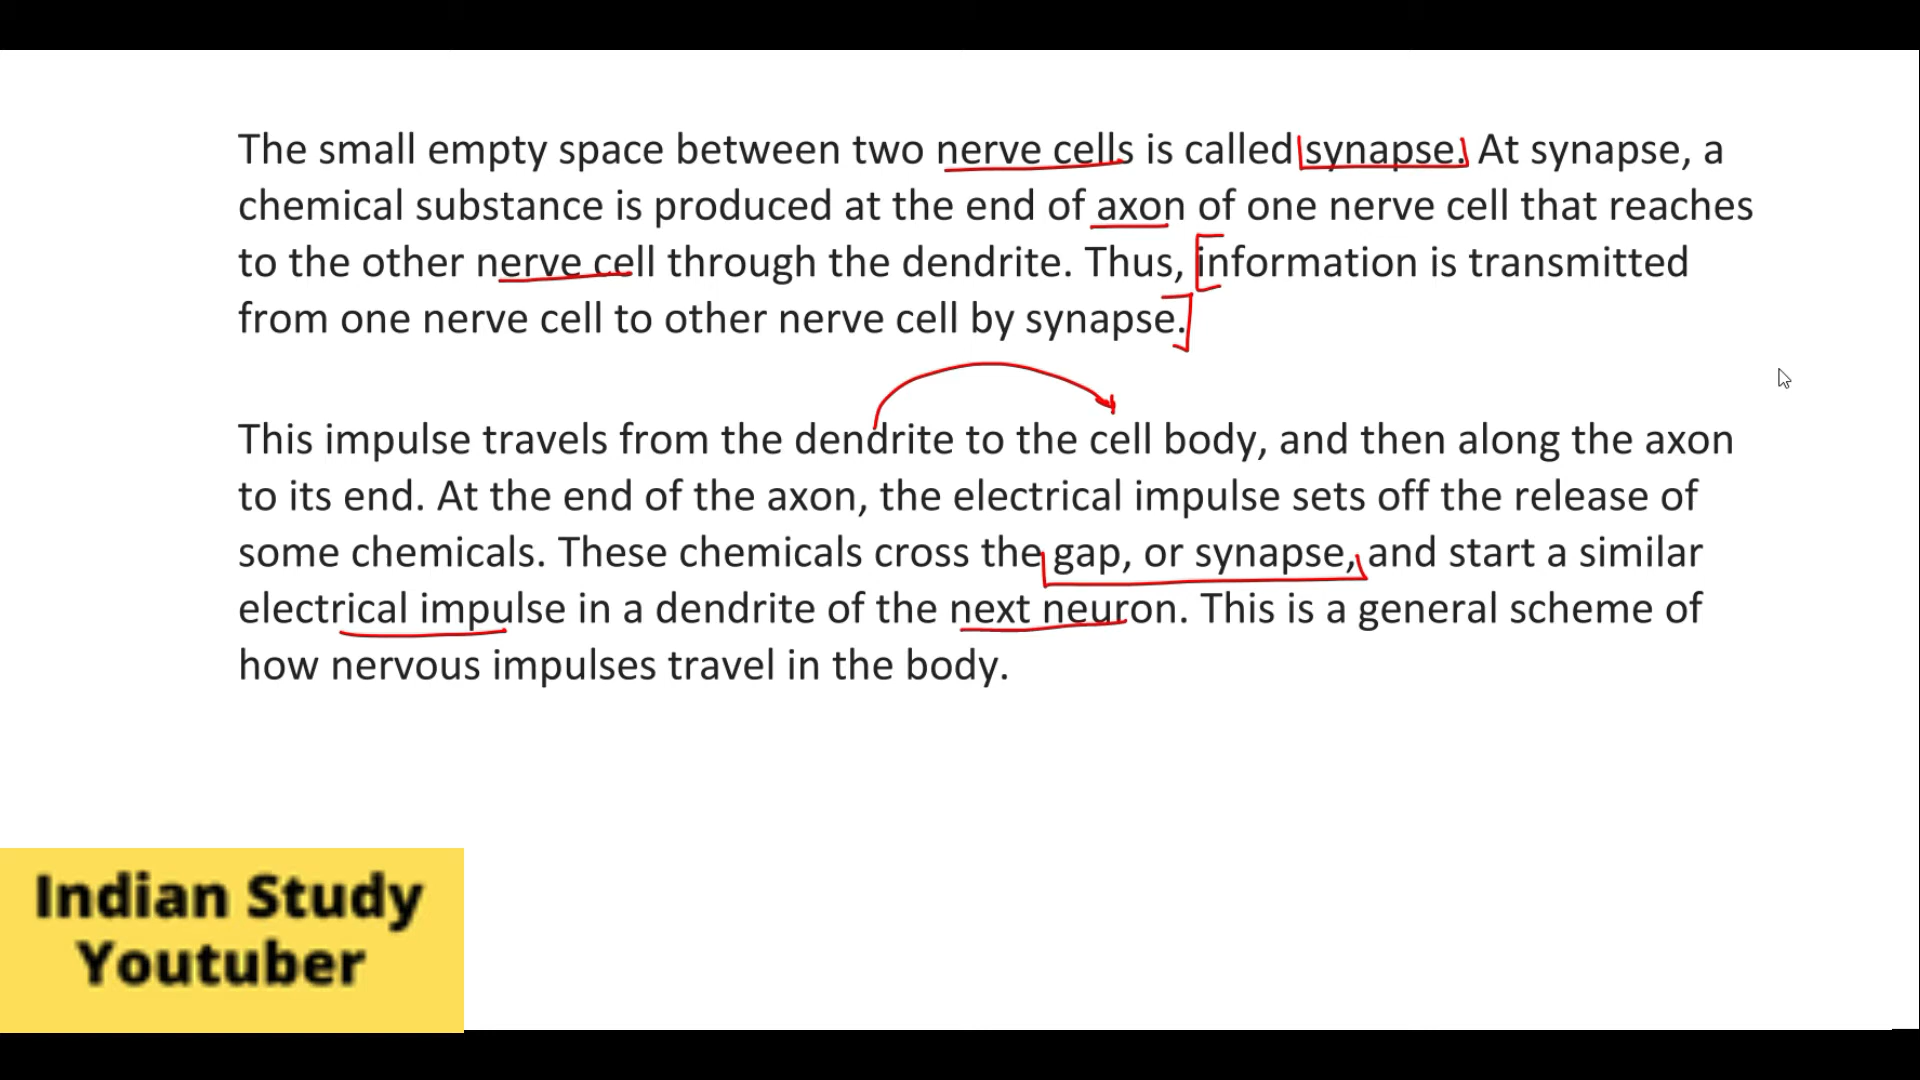 The small empty space between two nerve cells is called synapse. At synapse, a
chemical substance is produced at the end of axon of one nerve cell that reaches
to the other nerve cell through the dendrite. Thus, information is transmitted
from one nerve cell to other nerve cell by synapse.
This impulse travels from the dendrite to the cell body, and then along the axon
to its end. At the end of the axon, the electrical impulse sets off the release of
some chemicals. These chemicals cross the gap, or synapse, and start a similar
electrical impulse in a dendrite of the next neuron. This is a general scheme of
how nervous impulses travel in the body.
Indian Study
Youtuber